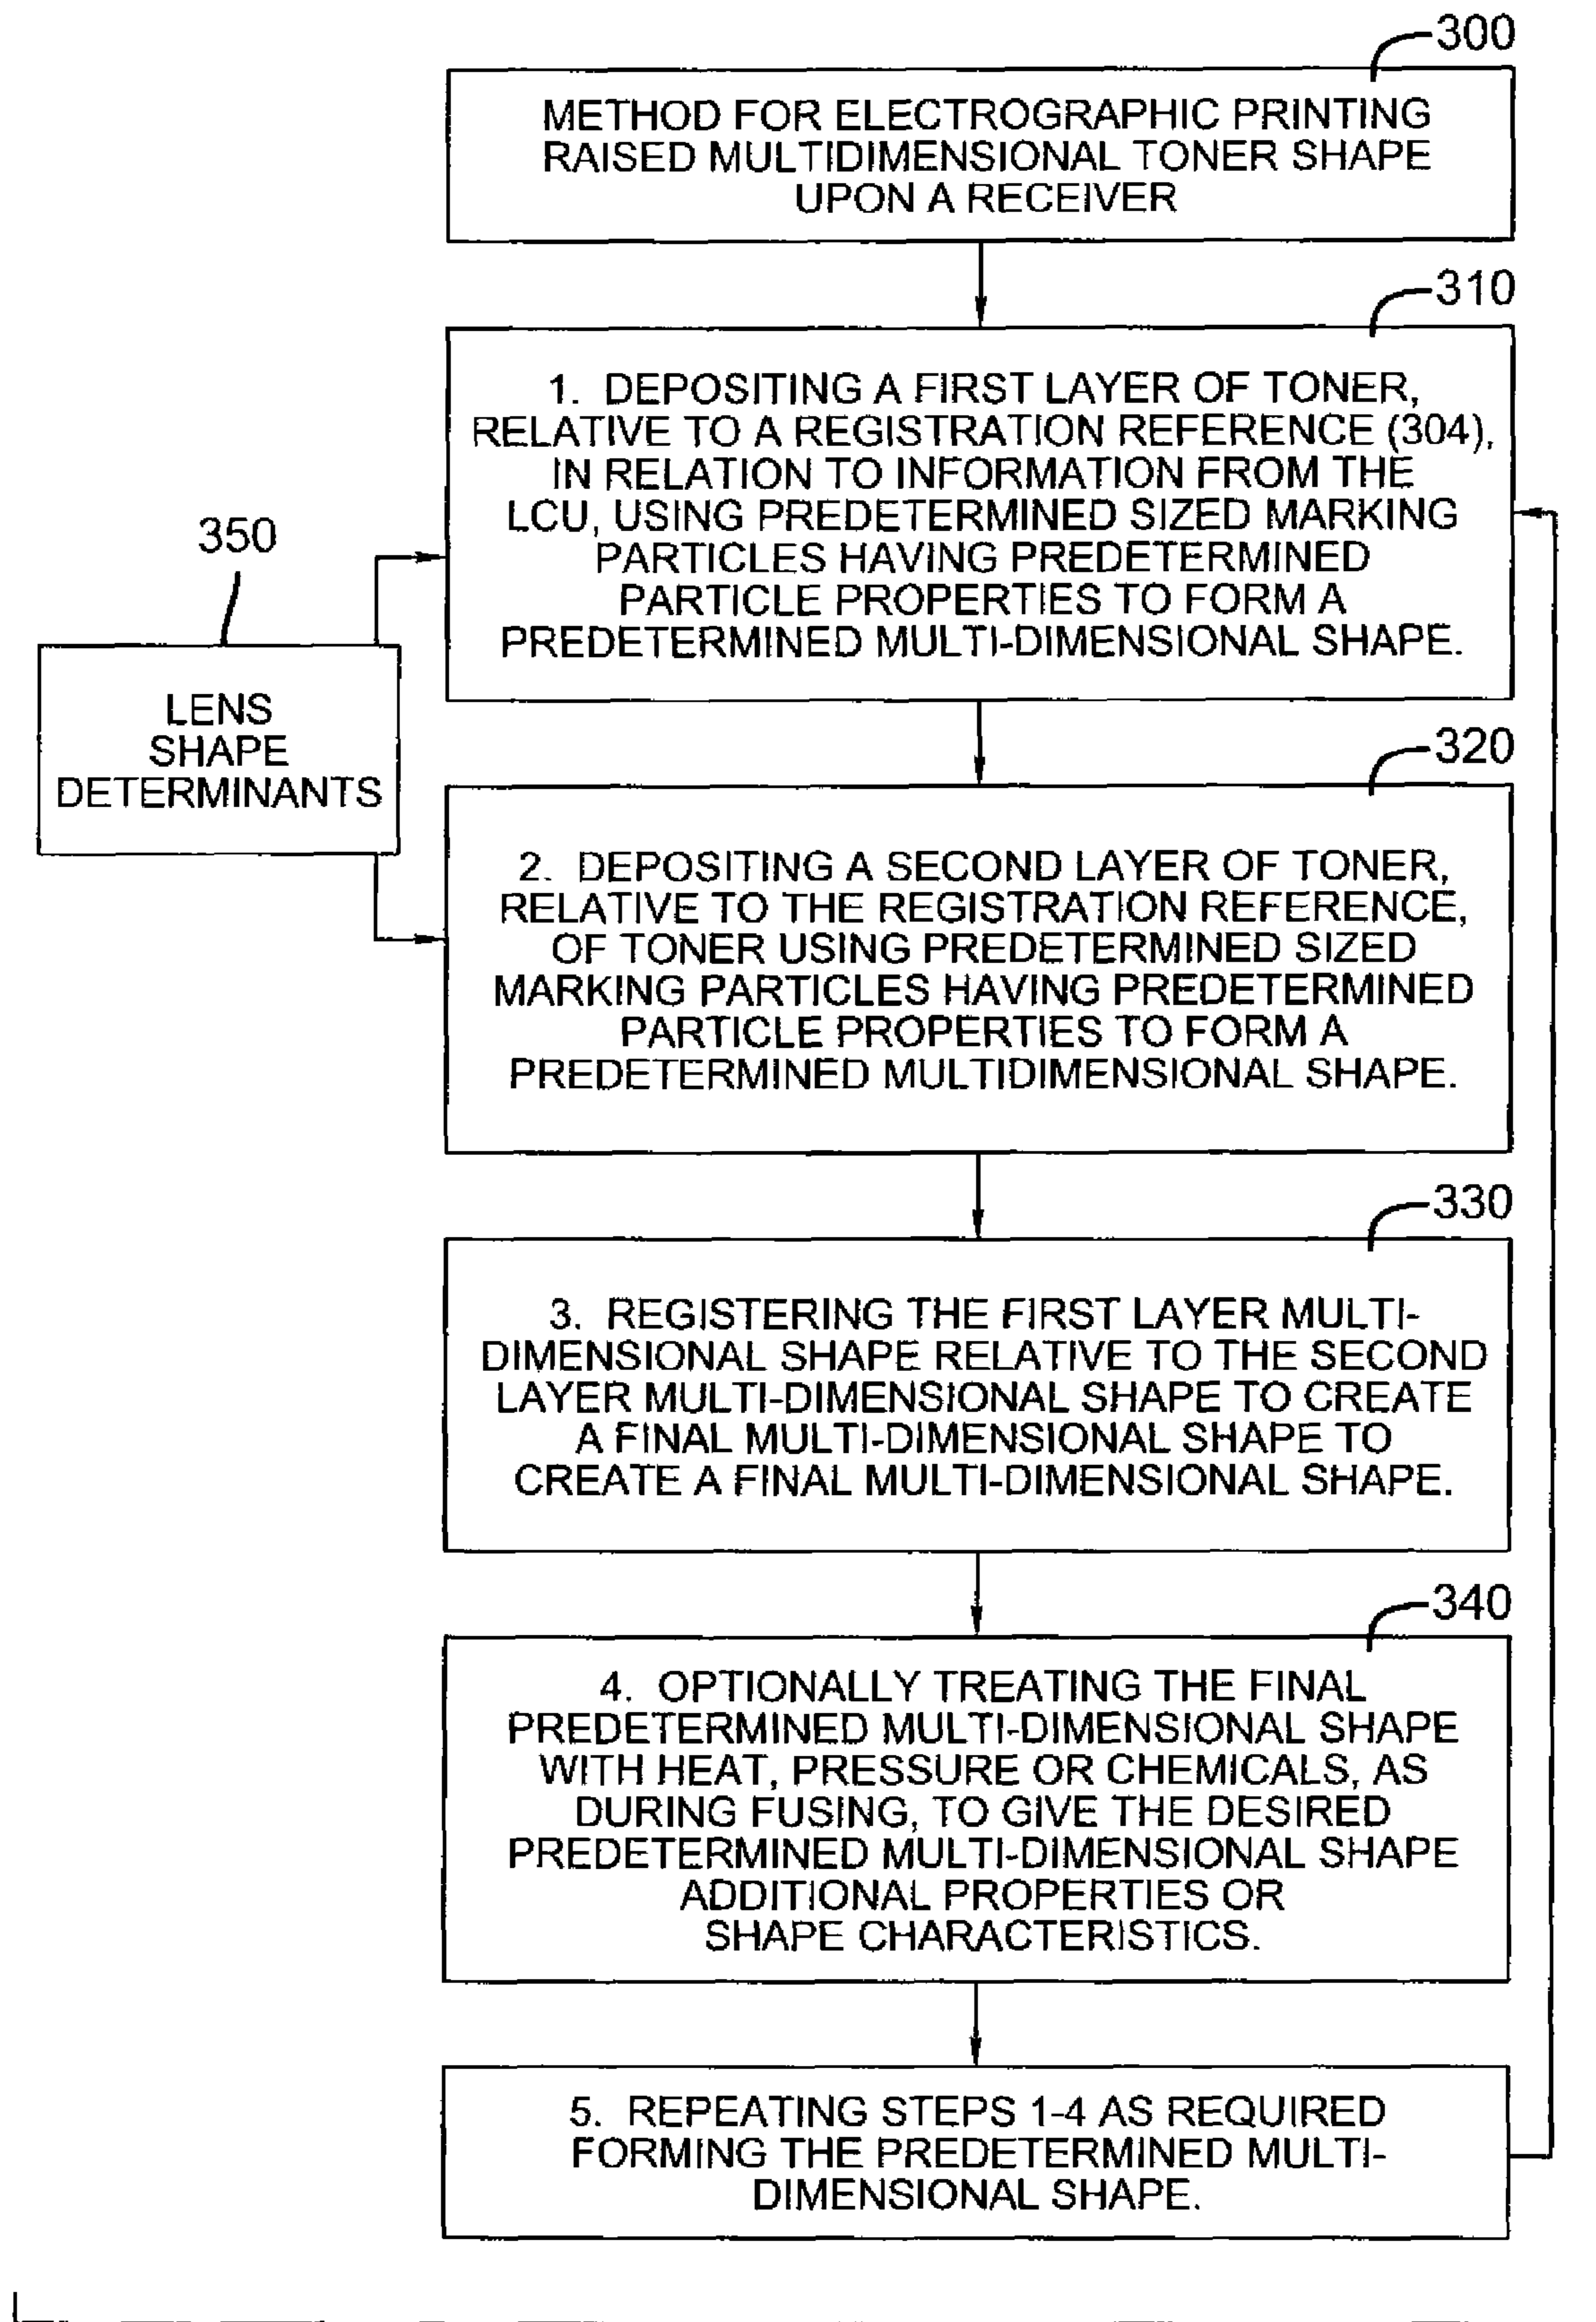 300
METHOD FOR ELECTROGRAPHIC PRINTING
RAISED MULTIDIMENSIONAL TONER SHAPE
UPON A RECEIVER
310
1. DEPOSITING A FIRST LAYER OF TONER,
RELATIVE TO A REGISTRATION REFERENCE (304),
IN RELATION TO INFORMATION FROM THE
LCU, USING PREDETERMINED SIZED MARKING
PARTICLES HAVING PREDETERMINED
PARTICLE PROPERTIES TO FORM A
PREDETERMINED MULTI-DIMENSIONAL SHAPE.
350
LENS
SHAPE
DETERMINANTS
320
2. DEPOSITING A SECOND LAYER OF TONER,
RELATIVE TO THE REGISTRATION REFERENCE,
OF TONER USING PREDETERMINED SIZED
MARKING PARTICLES HAVING PREDETERMINED
PARTICLE PROPERTIES TO FORM A
PREDETERMINED MULTIDIMENSIONAL SHAPE.
330
3. REGISTERING THE FIRST LAYER MULTI-
DIMENSIONAL SHAPE RELATIVE TO THE SECOND
LAYER MULTI-DIMENSIONAL SHAPE TO CREATE
A FINAL MULTI-DIMENSIONAL SHAPE TO
CREATE A FINAL MULTI-DIMENSIONAL SHAPE.
340
4. OPTIONALLY TREATING THE FINAL
PREDETERMINED MULTI-DIMENSIONAL SHAPE
WITH HEAT, PRESSURE OR CHEMICALS, AS
DURING FUSING, TO GIVE THE DESIRED
PREDETERMINED MULTI-DIMENSIONAL SHAPE
ADDITIONAL PROPERTIES OR
SHAPE CHARACTERISTICS.
5. REPEATING STEPS 1-4 AS REQUIRED
FORMING THE PREDETERMINED MULTI-
DIMENSIONAL SHAPE.